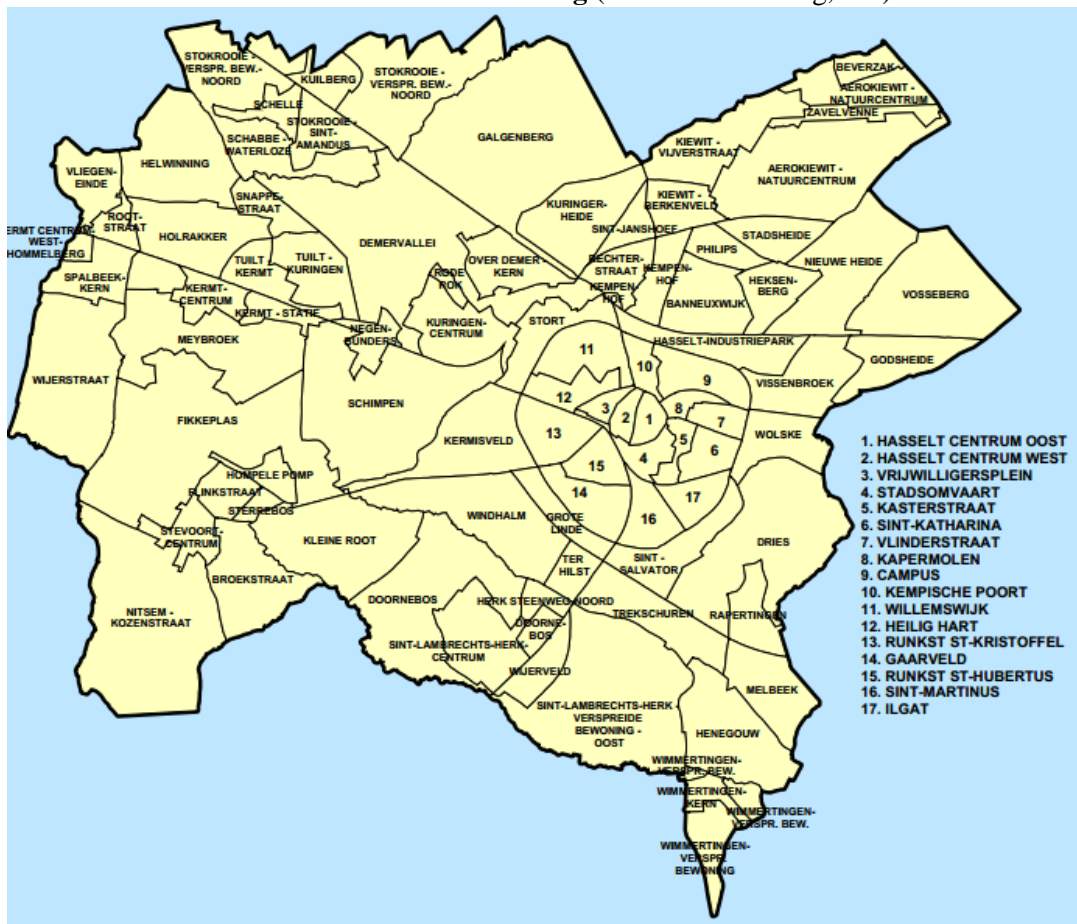 g (
g,
)
STOKROOIE -
VERSPR. BEW.-
NOORD
KUILBERG
STOKROOIE -
VERSPR. BEW.-
NOORD
SCHELLE
STOKROOIE -
SINT-
AMANDUS
SCHABBE -
WATERLOZE
GALGENBERG
BEVERZAK
AEROKIEWIT -
NATUURCENTRUM
ZAVELVENNE
KIEWIT -
VIJVERSTRAAT
AEROKIEWIT -
NATUURCENTRUM
VLIEGEN-
EINDE
HELWINNING
KIEWIT -
BERKENVELD
SNAPPE-
STRAAT
KURINGER-
HEIDE
ROOT-
STRAAT
HOLRAKKER
SINT-JANSHOEF
STADSHEIDE
ERMT CENTRUM-
WEST-
HOMMELBERG
DEMERVALLEI
PHILIPS
NIEUWE HEIDE
TUILT -
KERMT
TUILT -
KURINGEN
OVER DEMER -
KERN
BECHTER-
STRAAT
KEMPEN-
HOF
SPALBEEK-
KERN
RODE
ROK
KEMPEN-
HOF
HEKSEN-
BERG
KERMT-
CENTRUM
BANNEUXWIJK
VOSSEBERG
KERMT - STATIE
NEGEN-
BUNDERS
KURINGEN-
CENTRUM
STORT
MEYBROEK
HASSELT-INDUSTRIEPARK
GODSHEIDE
WIJERSTRAAT
11
10
9
VISSENBROEK
SCHIMPEN
12
3
2
1
8
7
FIKKEPLAS
KERMISVELD
13
5
6
WOLSKE
4
15
HOMPELE POMP
FLINKSTRAAT
STERREBOS
14
17
WINDHALM
GROTE
LINDE
16
STEVOORT-
CENTRUM
KLEINE ROOT
DRIES
SINT -
SALVATOR
TER
HILST
BROEKSTRAAT
DOORNEBOS
HERK STEENWEG-NOORD
NITSEM -
KOZENSTRAAT
TREKSCHUREN
RAPERTINGEN
DOORNE-
BOS
SINT-LAMBRECHTS-HERK-
CENTRUM
WIJERVELD
MELBEEK
SINT-LAMBRECHTS-HERK -
VERSPREIDE
BEWONING -
OOST
HENEGOUW
WIMMERTINGEN-
VERSPR. BEW.
WIMMERTINGEN-
KERN
WIMMERTINGEN-
VERSPR. BEW.
WIMMERTINGEN-
VERSPR.
BEWONING
1. HASSELT CENTRUM OOST
2. HASSELT CENTRUM WEST
3. VRIJWILLIGERSPLEIN
4. STADSOMVAART
5. KASTERSTRAAT
6. SINT-KATHARINA
7. VLINDERSTRAAT
8. KAPERMOLEN
9. CAMPUS
10. KEMPISCHE POORT
11. WILLEMSWIJK
12. HEILIG HART
13. RUNKST ST-KRISTOFFEL
14. GAARVELD
15. RUNKST ST-HUBERTUS
16. SINT-MARTINUS
17. ILGAT